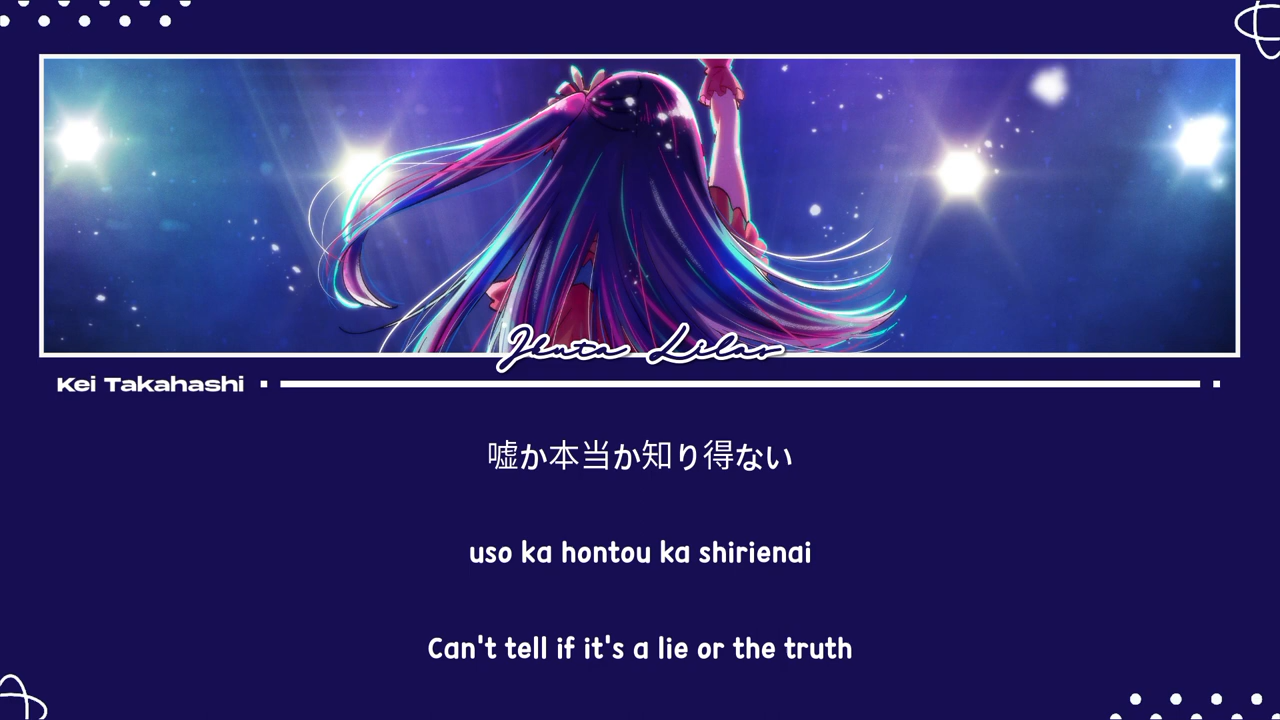 Kei Takahashi
嘘か本当か知り得ない
uso ka hontou ka shirienai
Can't tell if it's a lie or the truth